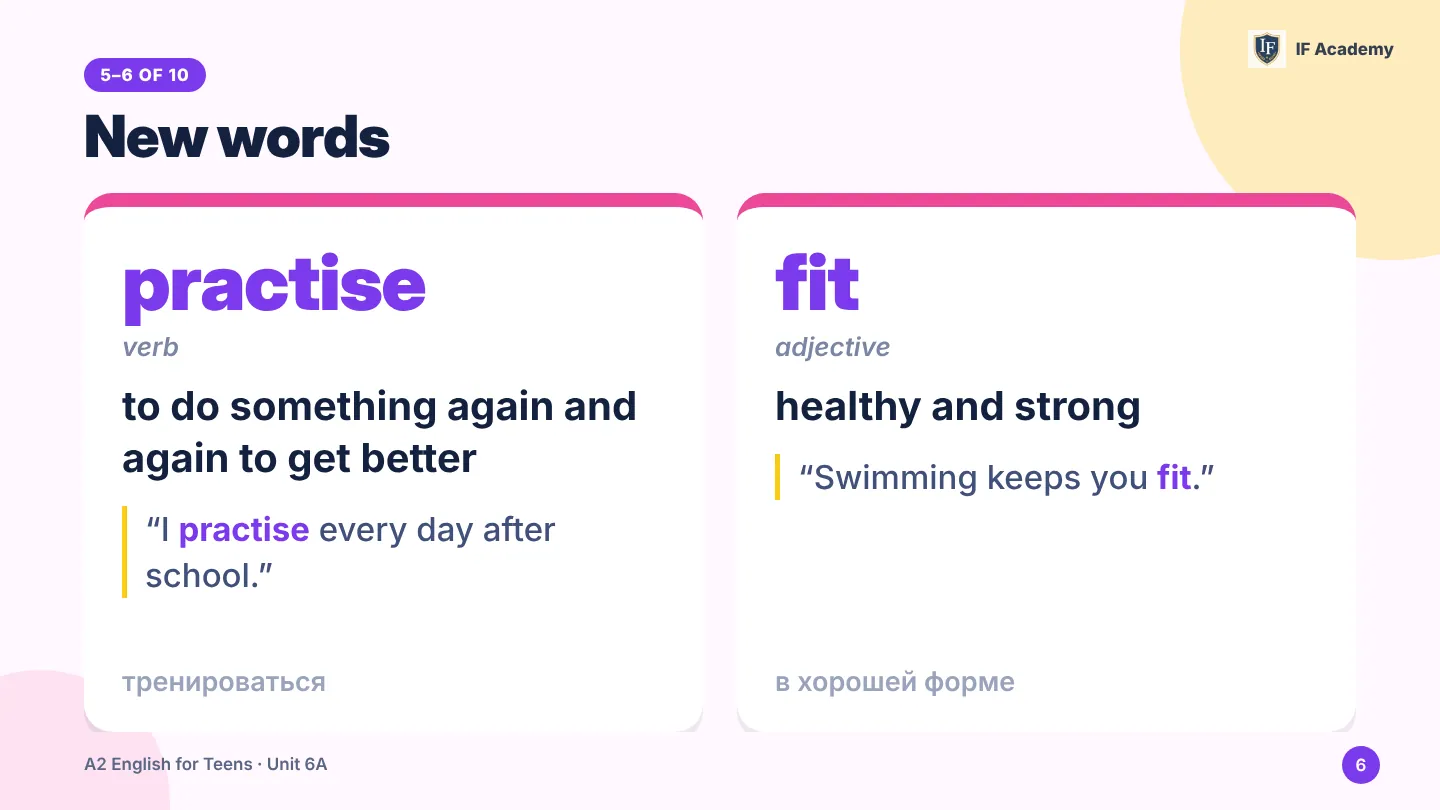 5–6 OF 10
IF Academy
New words
practise
verb
to do something again and
again to get better
“I practise every day after
school.”
тренироваться
fit
adjective
healthy and strong
“Swimming keeps you fit.”
в хорошей форме
A2 English for Teens · Unit 6A
6